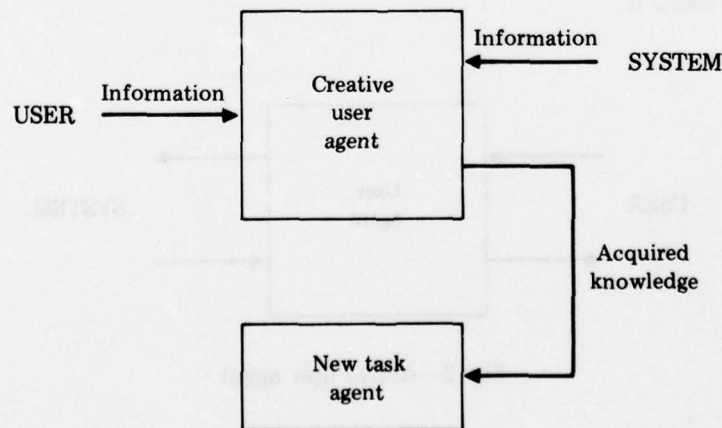 Information
SYSTEM
Information
USER
Creative
user
agent
Acquired
knowledge
New task
agent